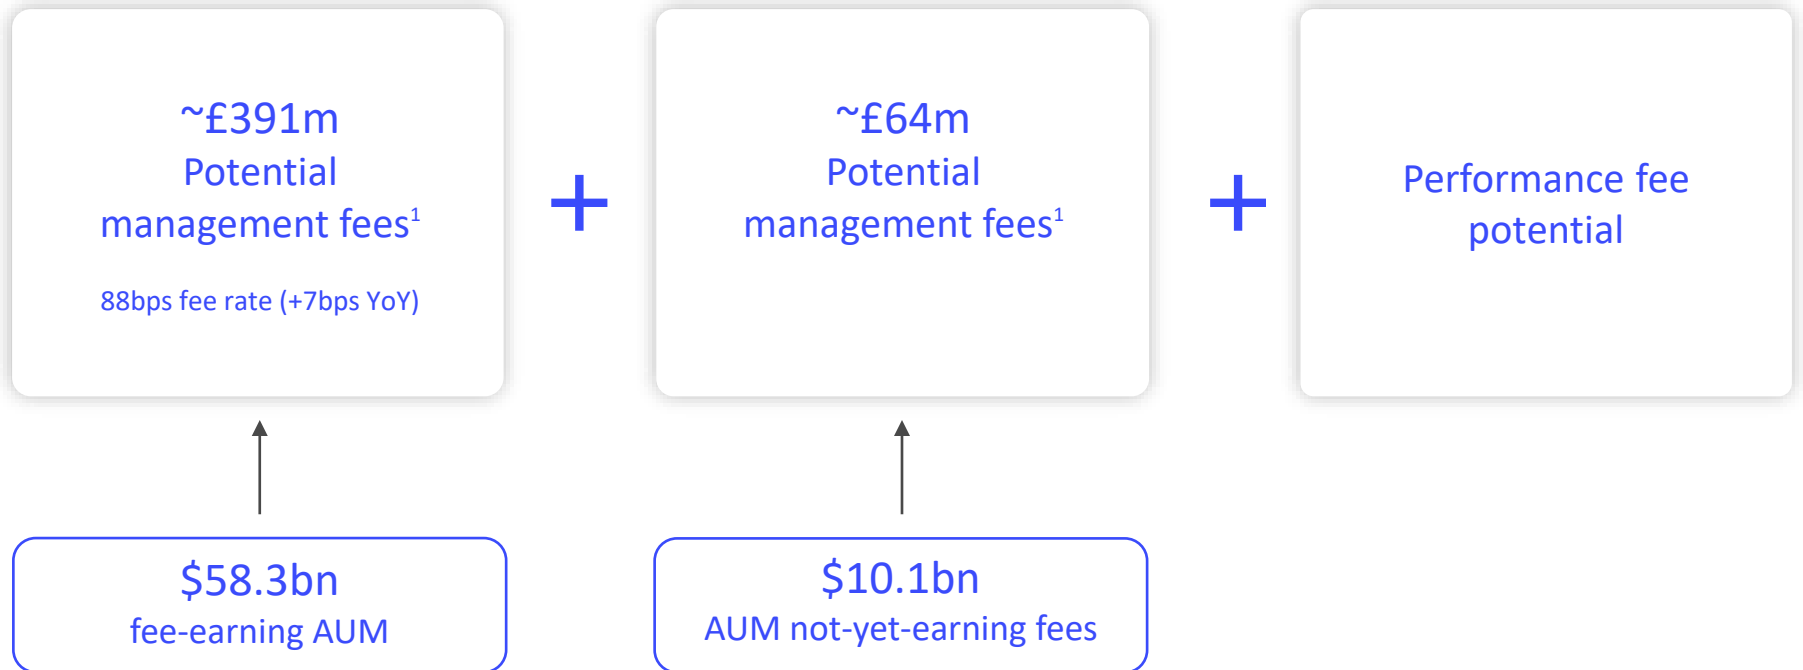 ~£391m
Potential
management fees¹
88bps fee rate (+7bps YoY)
+
~£64m
Potential
management fees¹
+
Performance fee
potential
$58.3bn
fee-earning AUM
$10.1bn
AUM not-yet-earning fees